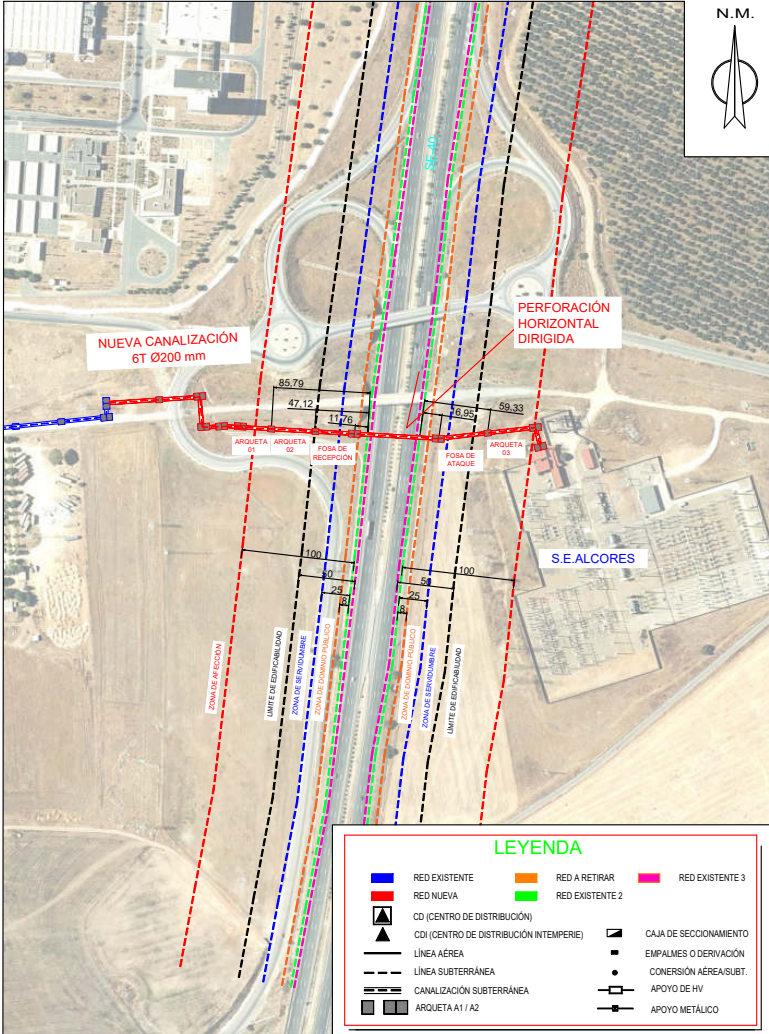 N.M.
SE-40
PERFORACIÓN
HORIZONTAL
DIRIGIDA
NUEVA CANALIZACIÓN
6T Ø200 mm
85.79
47.12
11.76
59.33
6.95
ARQUETA
01
ARQUETA
02
FOSA DE
RECEPCIÓN
FOSA DE
ATAQUE
ARQUETA
03
S.E.ALCORES
100
50
25
8
100
50
25
8
ZONA DE AFECCIÓN
LIMITE DE EDIFICABILIDAD
ZONA DE SERVIDUMBRE
ZONA DE DOMINIO PUBLICO
ZONA DE DOMINIO PUBLICO
ZONA DE SERVIDUMBRE
LIMITE DE EDIFICABILIDAD
LEYENDA
RED EXISTENTE
RED A RETIRAR
RED EXISTENTE 3
RED NUEVA
RED EXISTENTE 2
CD (CENTRO DE DISTRIBUCIÓN)
CDI (CENTRO DE DISTRIBUCIÓN INTEMPERIE)
CAJA DE SECCIONAMIENTO
LÍNEA AÉREA
EMPALMES O DERIVACIÓN
LÍNEA SUBTERRÁNEA
CONERSIÓN AÉREA/SUBT.
CANALIZACIÓN SUBTERRÁNEA
APOYO DE HV
ARQUETA A1 / A2
APOYO METÁLICO